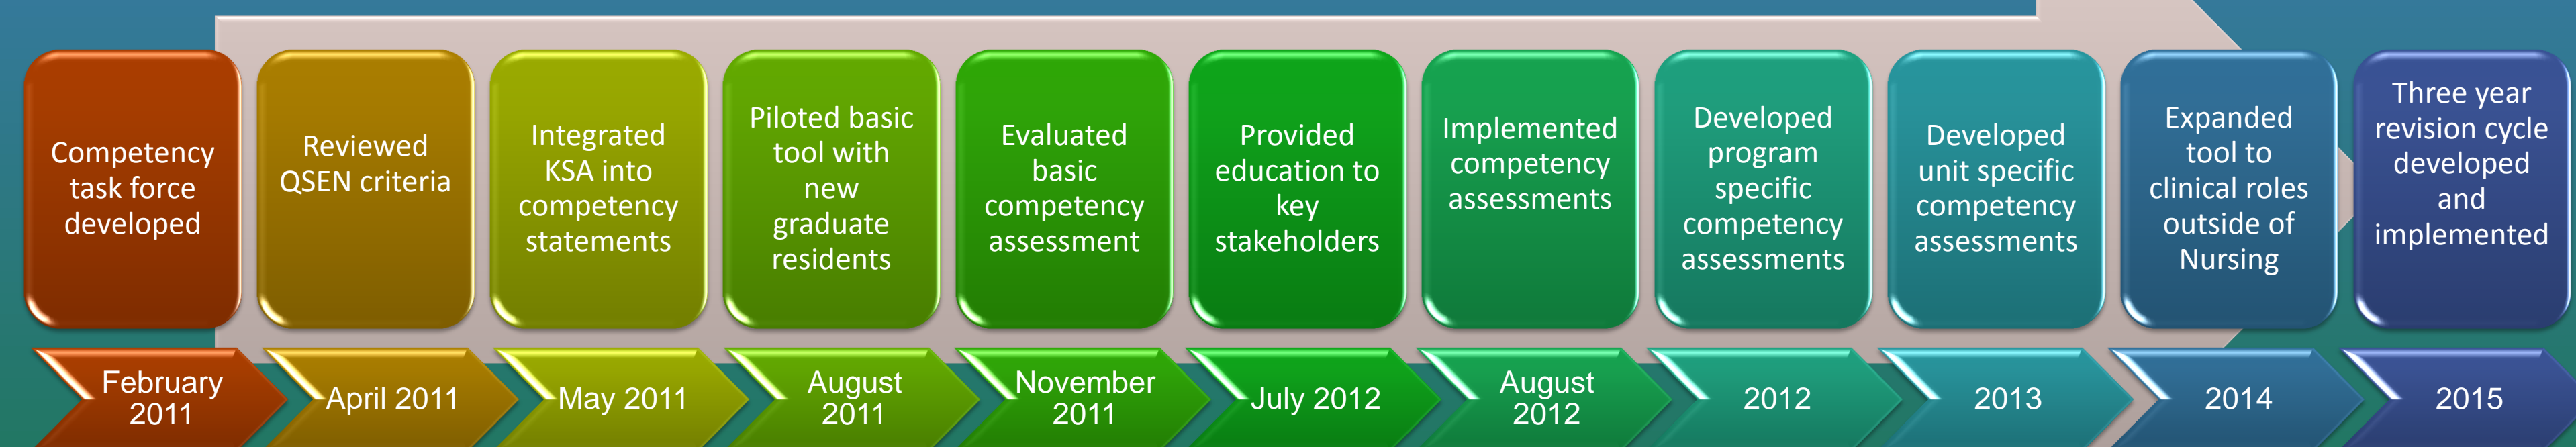 Competency
task force
developed
Reviewed
QSEN criteria
Integrated
KSA into
competency
statements
Piloted basic
tool with
new
graduate
residents
Evaluated
basic
competency
assessment
Provided
education to
key
stakeholders
Implemented
competency
assessments
Developed
program
specific
competency
assessments
Developed
unit specific
competency
assessments
Expanded
tool to
clinical roles
outside of
Nursing
Three year
revision cycle
developed
and
implemented
February
2011
April 2011
May 2011
August
2011
November
2011
July 2012
August
2012
2012
2013
2014
2015